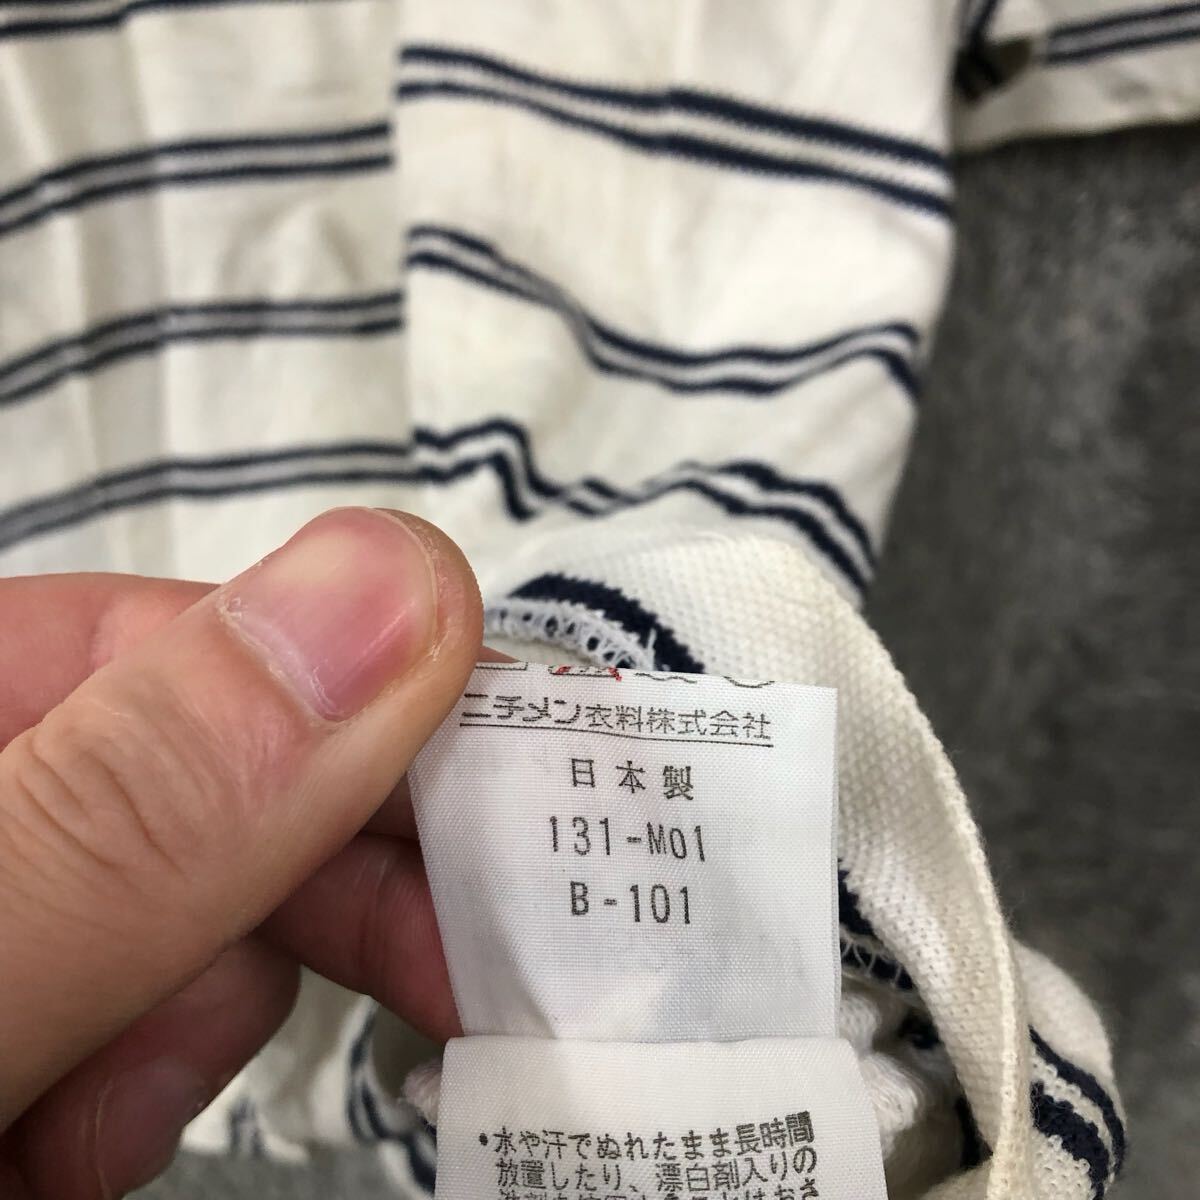 ニチメン衣料株式会社
日本製
131-M01
B-101
•水や汗でぬれたまま長時間
放置したり、漂白剤入りの